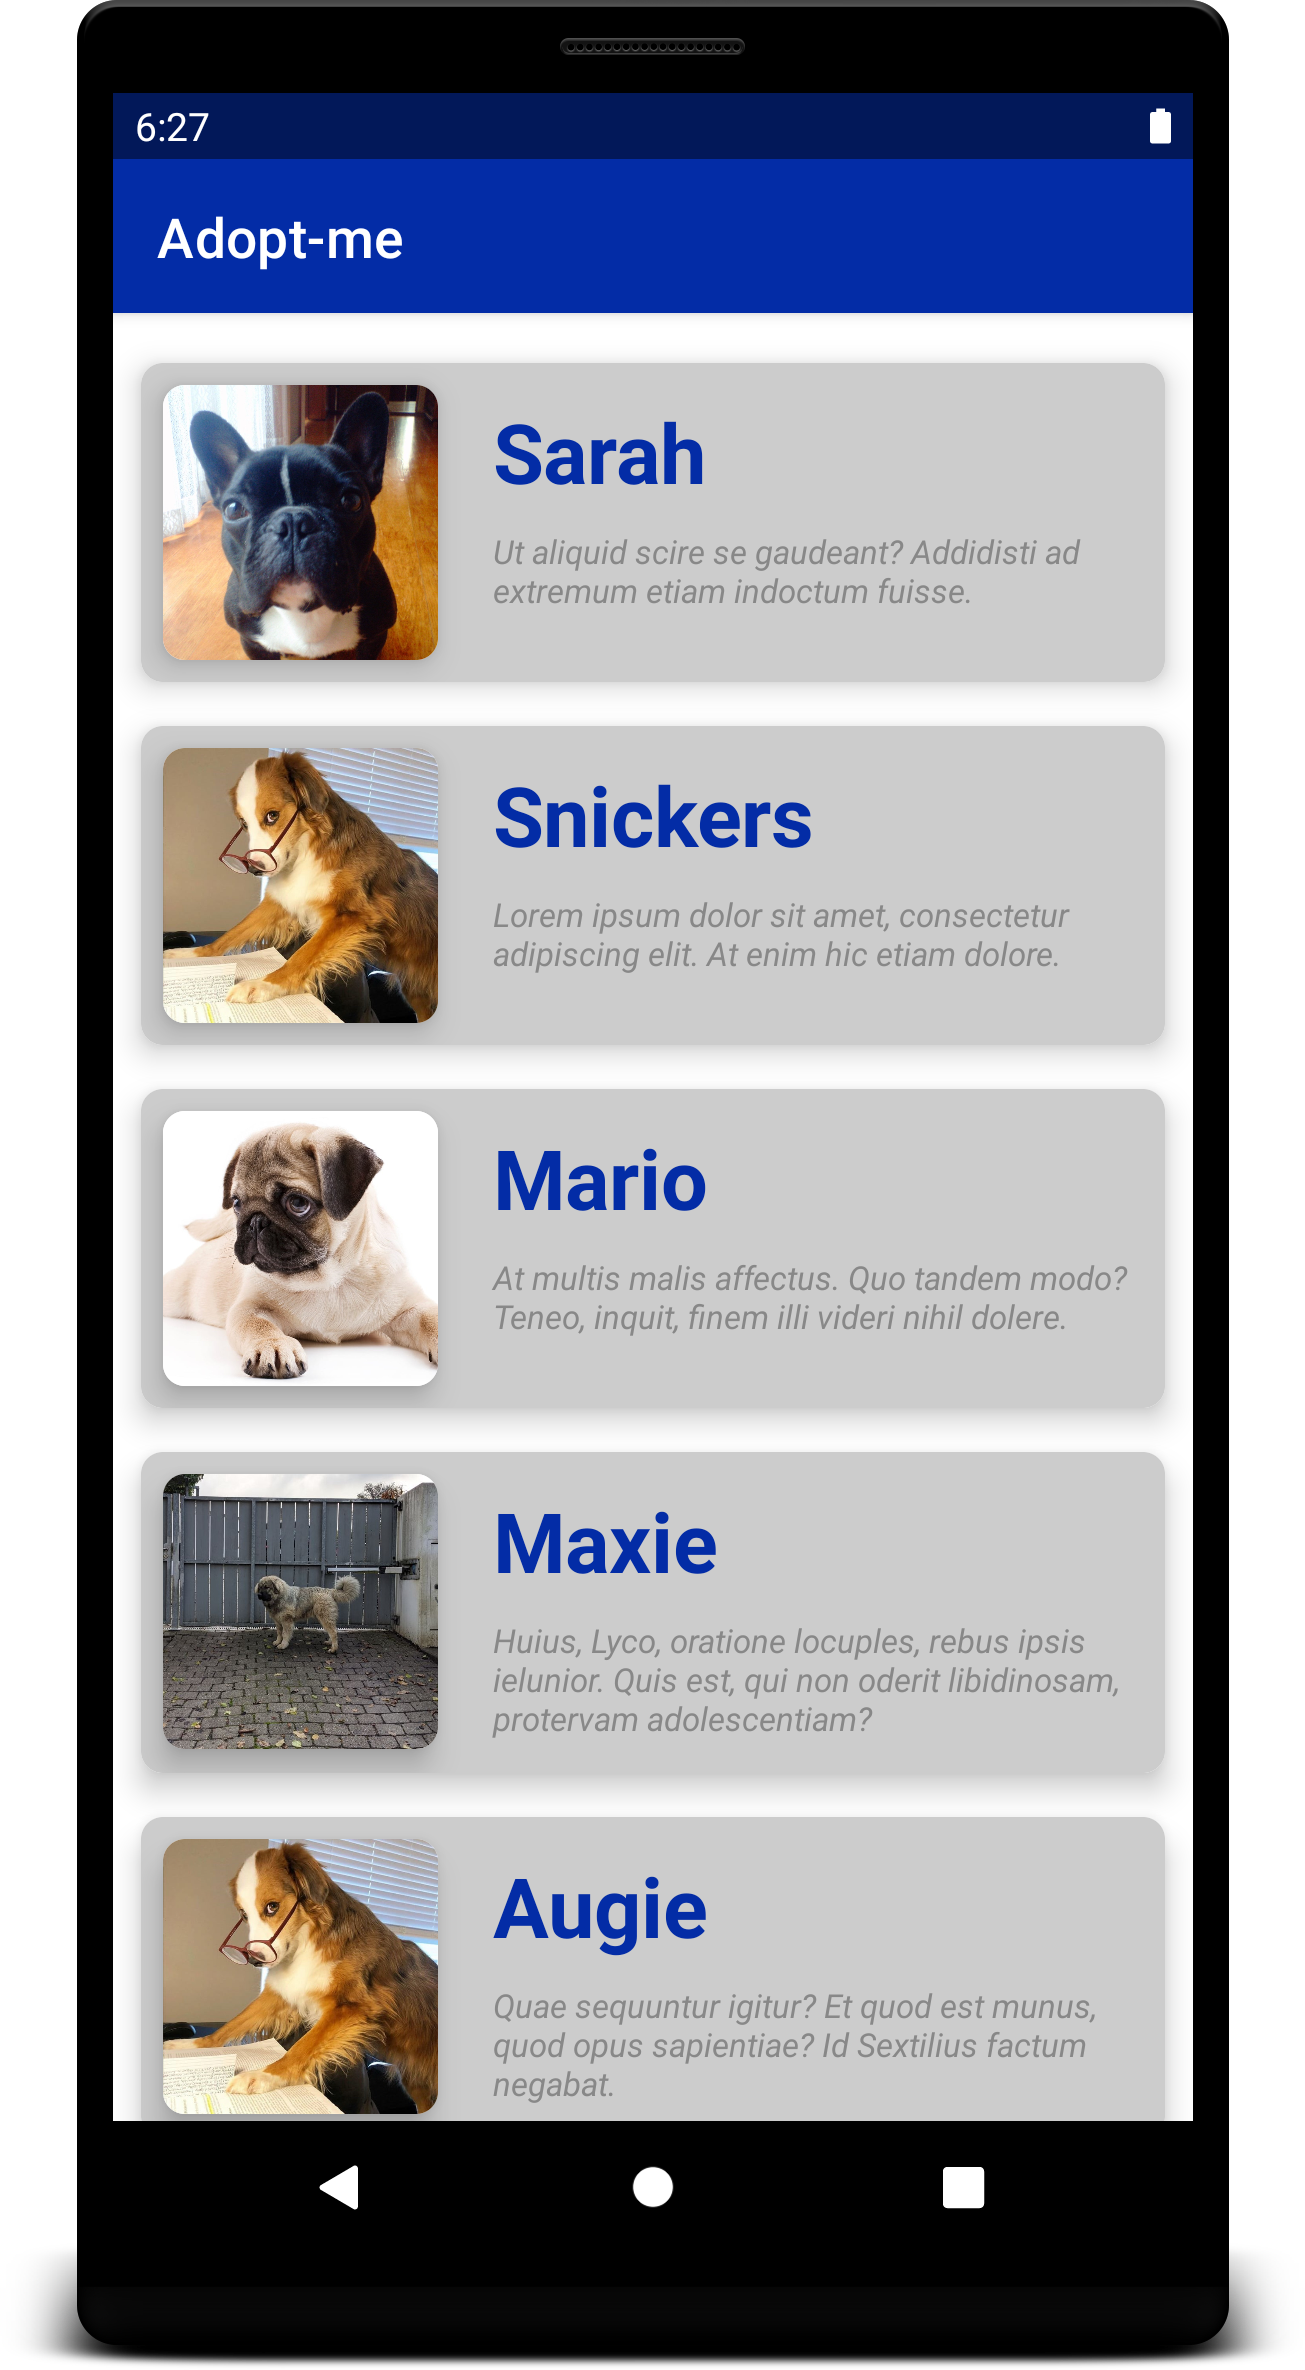 6:27
Adopt-me
Sarah
Ut aliquid scire se gaudeant? Addidisti ad
extremum etiam indoctum fuisse.
Snickers
Lorem ipsum dolor sit amet, consectetur
adipiscing elit. At enim hic etiam dolore.
Mario
At multis malis affectus. Quo tandem modo?
Teneo, inquit, finem illi videri nihil dolere.
Maxie
Huius, Lyco, oratione locuples, rebus ipsis
ielunior. Quis est, qui non oderit libidinosam,
protervam adolescentiam?
Augie
Quae sequuntur igitur? Et quod est munus,
quod opus sapientiae? Id Sextilius factum
negabat.